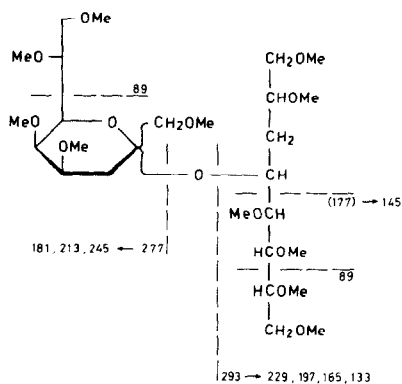 OMe
MeO
89
CH₂OMe
MeO
O
CH₂OMe
CHOMe
OMe
CH₂
MeO
O
CH
(177) → 145
MeOCH
181, 213, 245 ← 277
HCOMe
89
HCOMe
CH₂OMe
293 → 229, 197, 165, 133